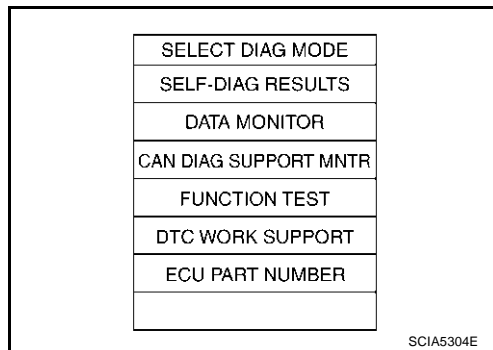 SELECT DIAG MODE
SELF-DIAG RESULTS
DATA MONITOR
CAN DIAG SUPPORT MNTR
FUNCTION TEST
DTC WORK SUPPORT
ECU PART NUMBER
SCIA5304E